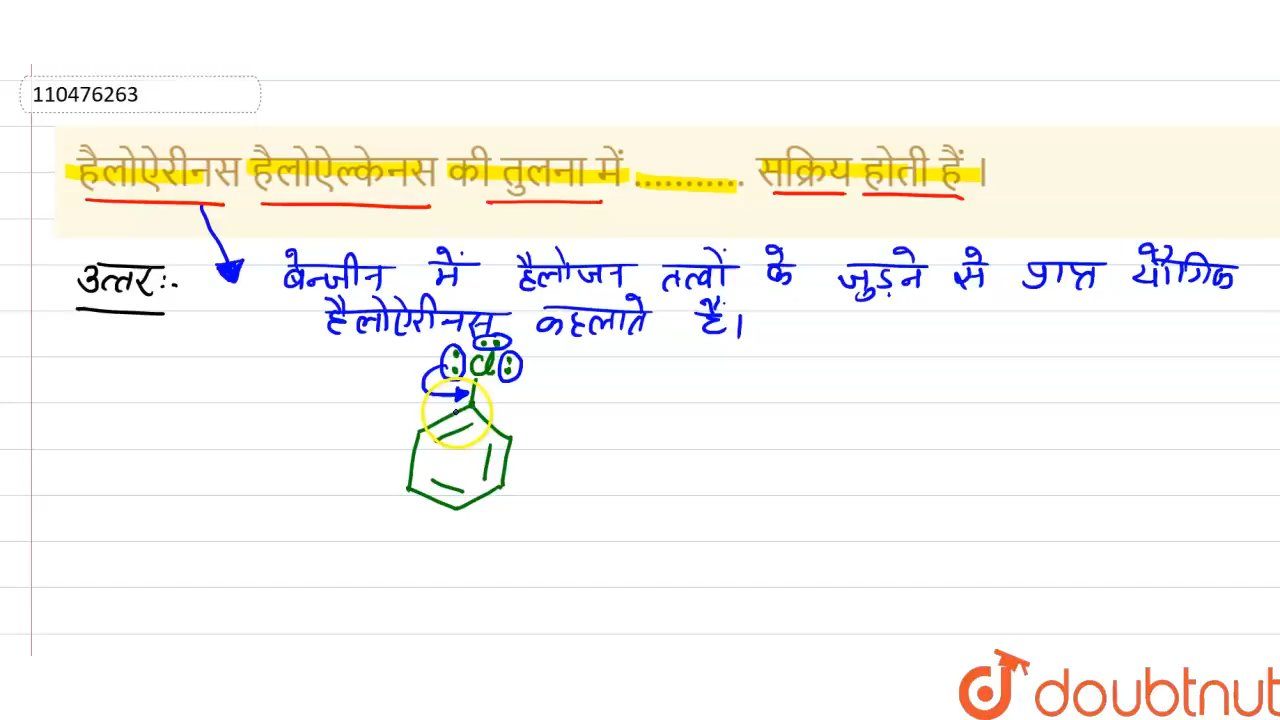 110476263
हैलोऐरीनस हैलोऐल्केनस की तुलना में ........... सक्रिय होती हैं ।
उत्तरः- बेन्जीन में हैलोजन तत्वों के जुड़ने से प्राप्त यौगिक
हैलोऐरीनस कहलाते हैं।
Cl
doubtnut